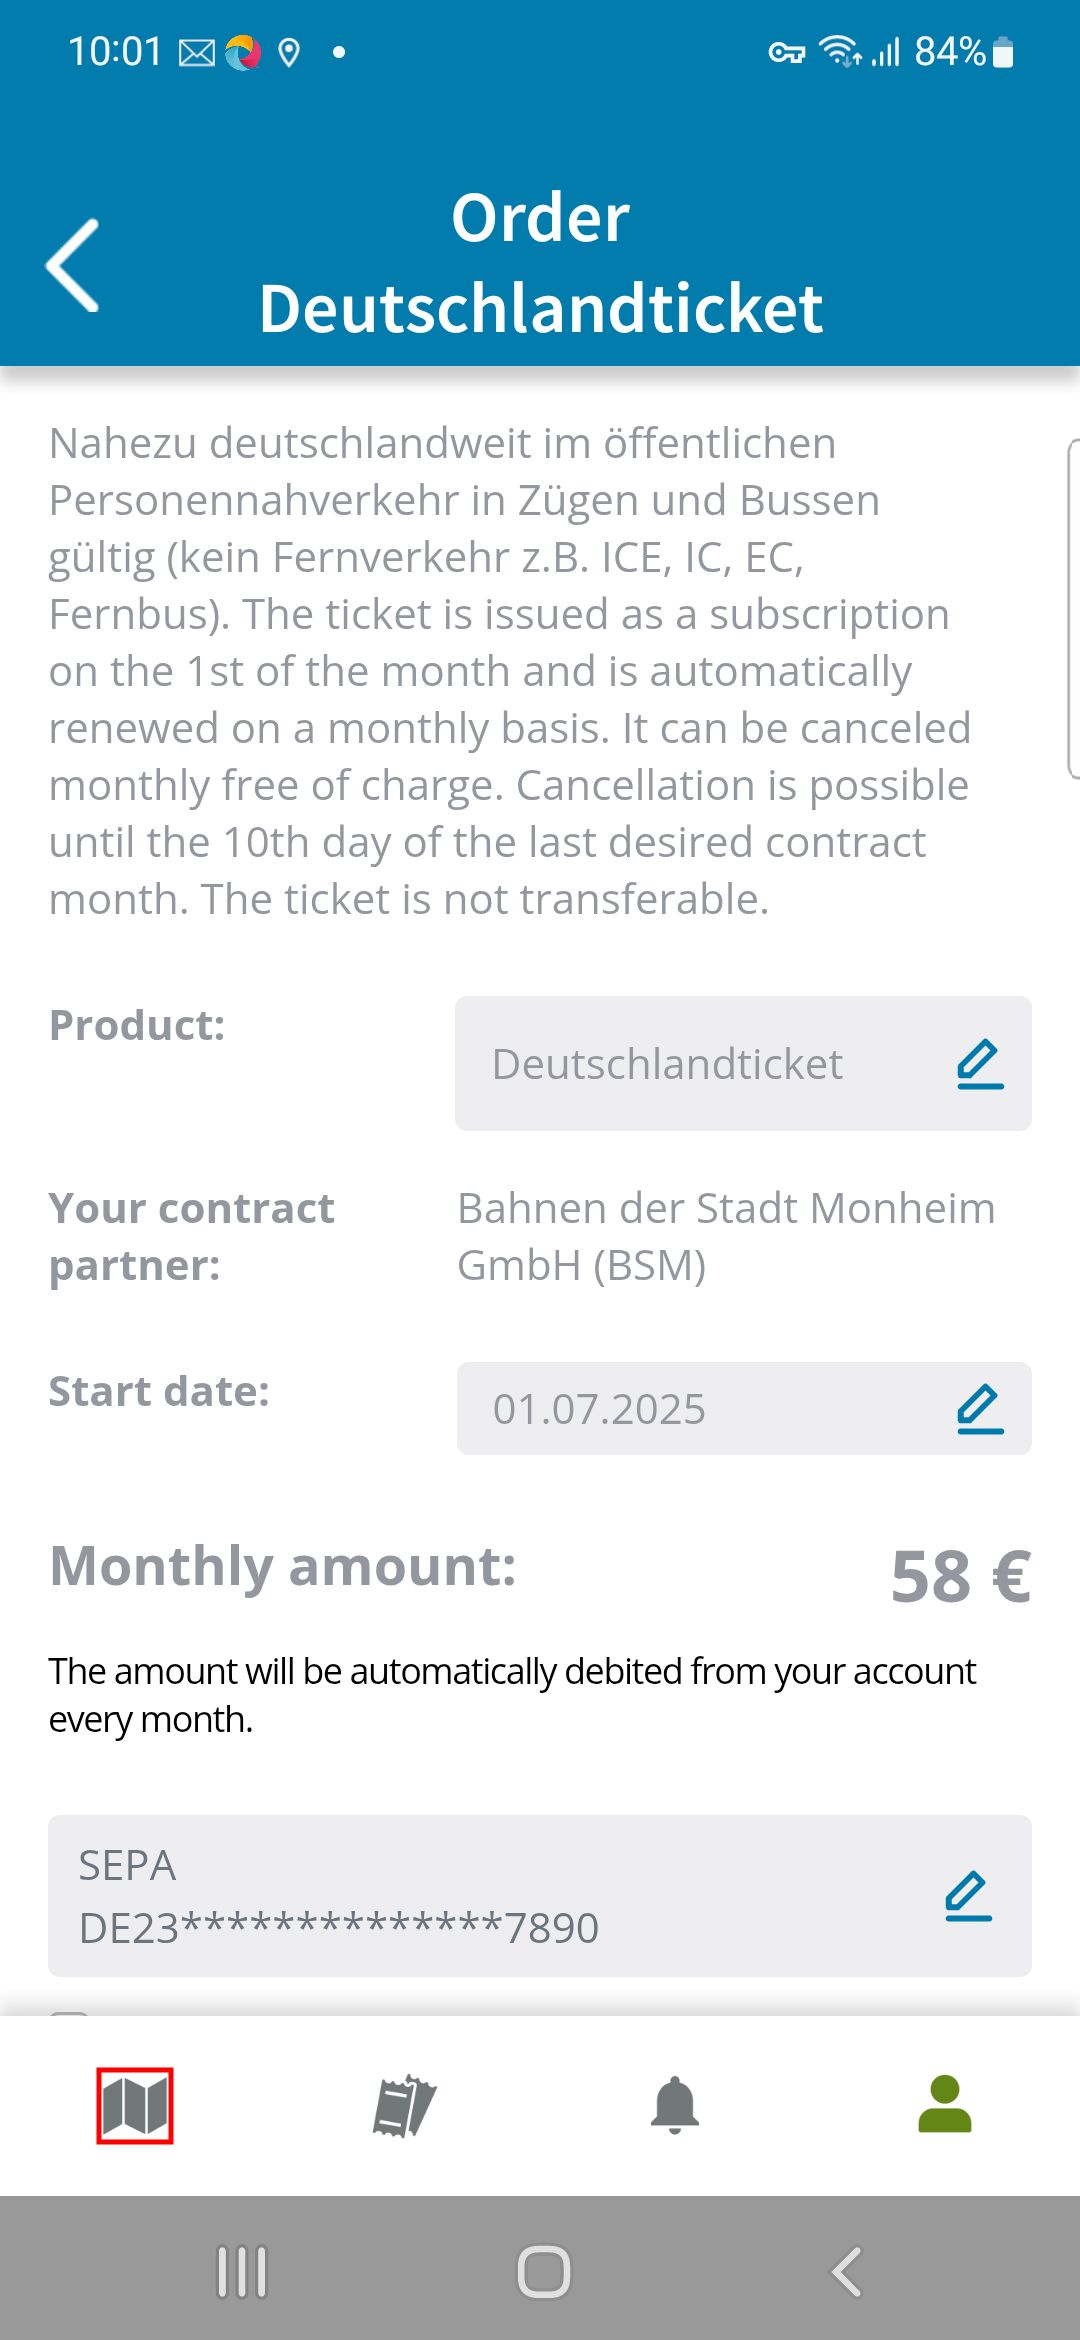 10:01
84%
Order
Deutschlandticket
Nahezu deutschlandweit im öffentlichen
Personennahverkehr in Zügen und Bussen
gültig (kein Fernverkehr z.B. ICE, IC, EC,
Fernbus). The ticket is issued as a subscription
on the 1st of the month and is automatically
renewed on a monthly basis. It can be canceled
monthly free of charge. Cancellation is possible
until the 10th day of the last desired contract
month. The ticket is not transferable.
Product:
Deutschlandticket
Your contract
partner:
Bahnen der Stadt Monheim
GmbH (BSM)
Start date:
01.07.2025
Monthly amount:
58 €
The amount will be automatically debited from your account
every month.
SEPA
DE23**************7890